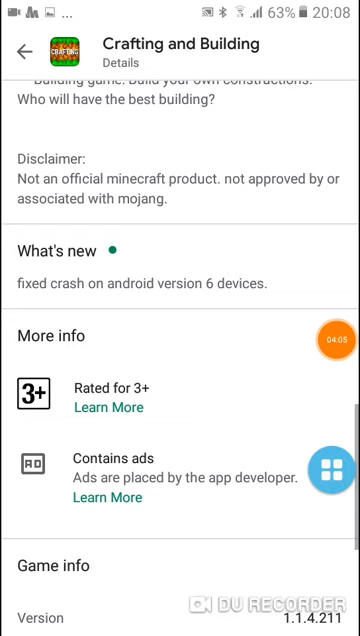 ... 63% 20:08
CRAFTING
Crafting and Building
Details
Building game: Build your own constructions.
Who will have the best building?
Disclaimer:
Not an official minecraft product. not approved by or
associated with mojang.
What's new
fixed crash on android version 6 devices.
More info
04:05
3+ Rated for 3+
Learn More
AD Contains ads
Ads are placed by the app developer.
Learn More
Game info
DU RECORDER
Version 1.1.4.211